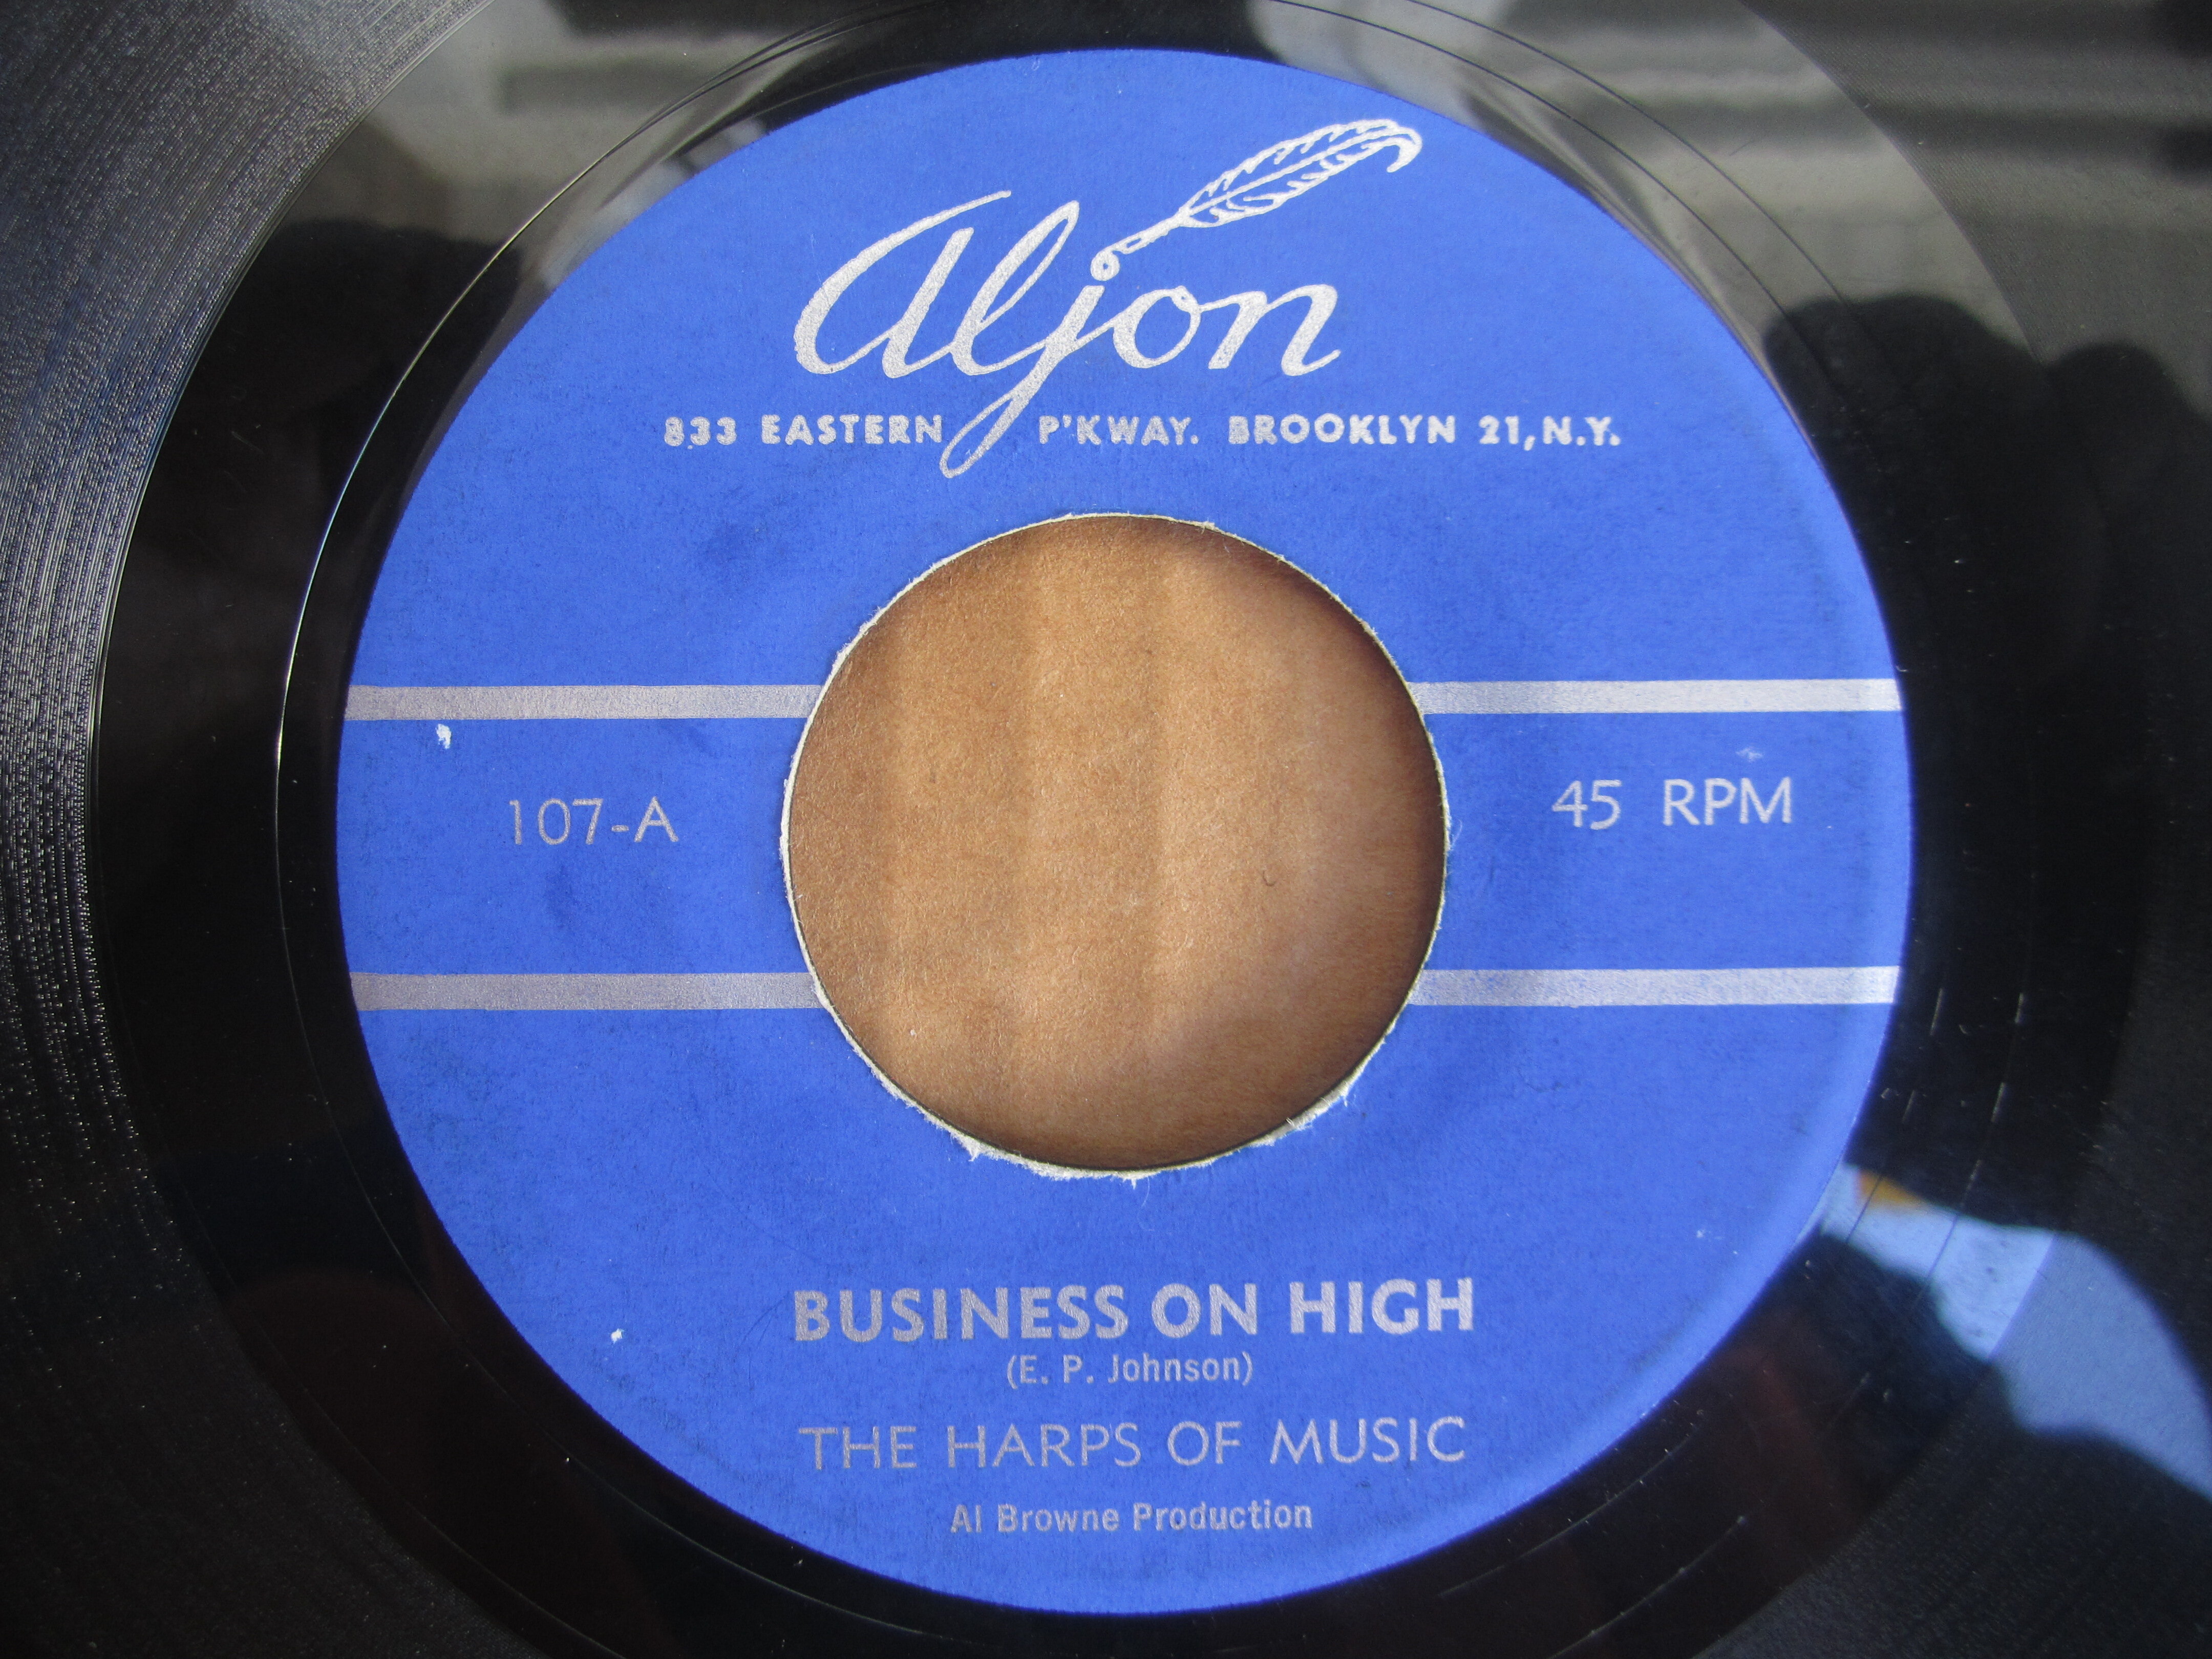 Aljon
833 EASTERN P'KWAY. BROOKLYN 21, N.Y.
107-A
45 RPM
BUSINESS ON HIGH
(E. P. Johnson)
THE HARPS OF MUSIC
Al Browne Production